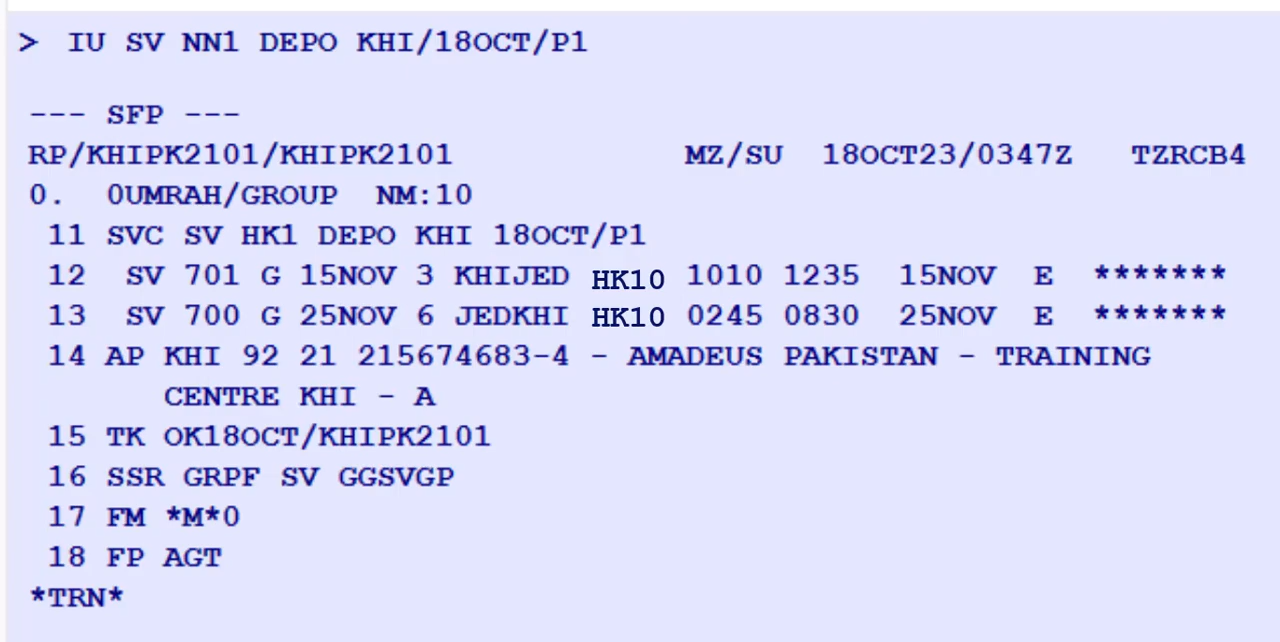 > IU SV NN1 DEPO KHI/18OCT/P1
--- SFP ---
RP/KHIPK2101/KHIPK2101 MZ/SU 18OCT23/0347Z TZRCB4
0. 0UMRAH/GROUP NM:10
11 SVC SV HK1 DEPO KHI 18OCT/P1
12 SV 701 G 15NOV 3 KHIJED HK10 1010 1235 15NOV E *******
13 SV 700 G 25NOV 6 JEDKHI HK10 0245 0830 25NOV E *******
14 AP KHI 92 21 215674683-4 - AMADEUS PAKISTAN - TRAINING
CENTRE KHI - A
15 TK OK18OCT/KHIPK2101
16 SSR GRPF SV GGSVGP
17 FM *M*0
18 FP AGT
*TRN*